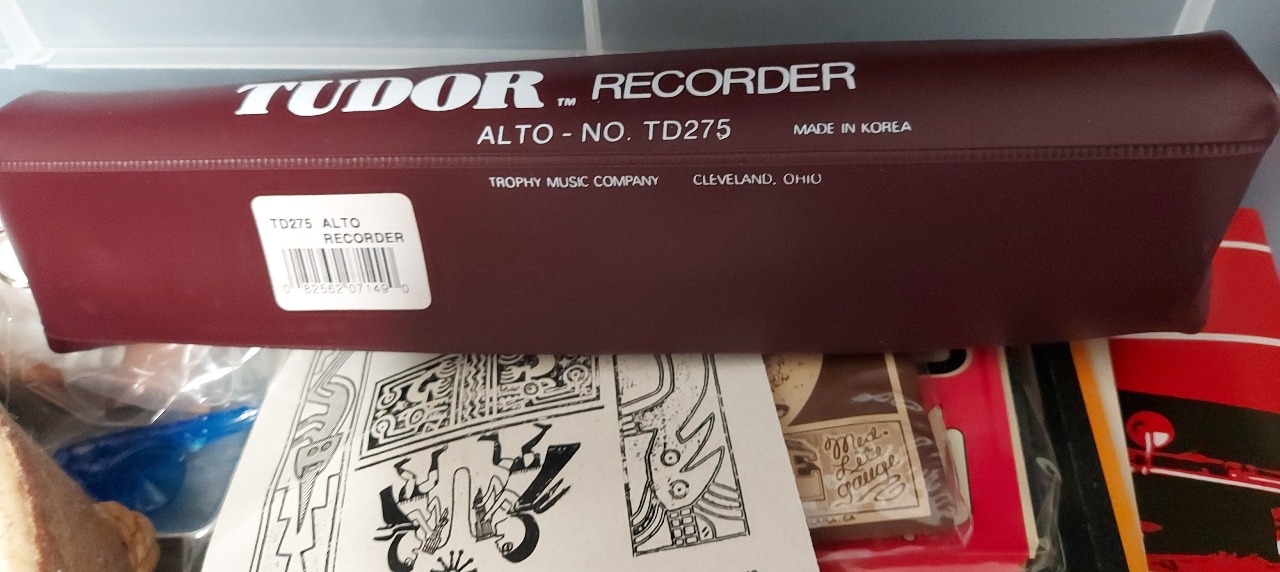 TUDOR™ RECORDER
ALTO - NO. TD275 MADE IN KOREA
TROPHY MUSIC COMPANY CLEVELAND, OHIO
TD275 ALTO
RECORDER
0 82562 07149 0
Med.
Lite
gauge